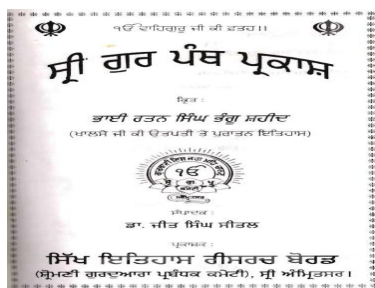 ੴ ਵਾਹਿਗੁਰੂ ਜੀ ਕੀ ਫ਼ਤਹ॥
ਸ੍ਰੀ ਗੁਰ ਪੰਥ ਪ੍ਰਕਾਸ਼
ਕ੍ਰਿਤ :
ਭਾਈ ਰਤਨ ਸਿੰਘ ਭੰਗੂ ਸ਼ਹੀਦ
(ਖਾਲਸੇ ਜੀ ਕੀ ਉਤਪਤੀ ਤੇ ਪੁਰਾਤਨ ਇਤਿਹਾਸ)
ੴ
ਸੰਪਾਦਕ :
ਡਾ. ਜੀਤ ਸਿੰਘ ਸੀਤਲ
ਪ੍ਰਕਾਸ਼ਕ :
ਸਿੱਖ ਇਤਿਹਾਸ ਰੀਸਰਚ ਬੋਰਡ
(ਸ਼੍ਰੋਮਣੀ ਗੁਰਦੁਆਰਾ ਪ੍ਰਬੰਧਕ ਕਮੇਟੀ), ਸ੍ਰੀ ਅੰਮ੍ਰਿਤਸਰ।